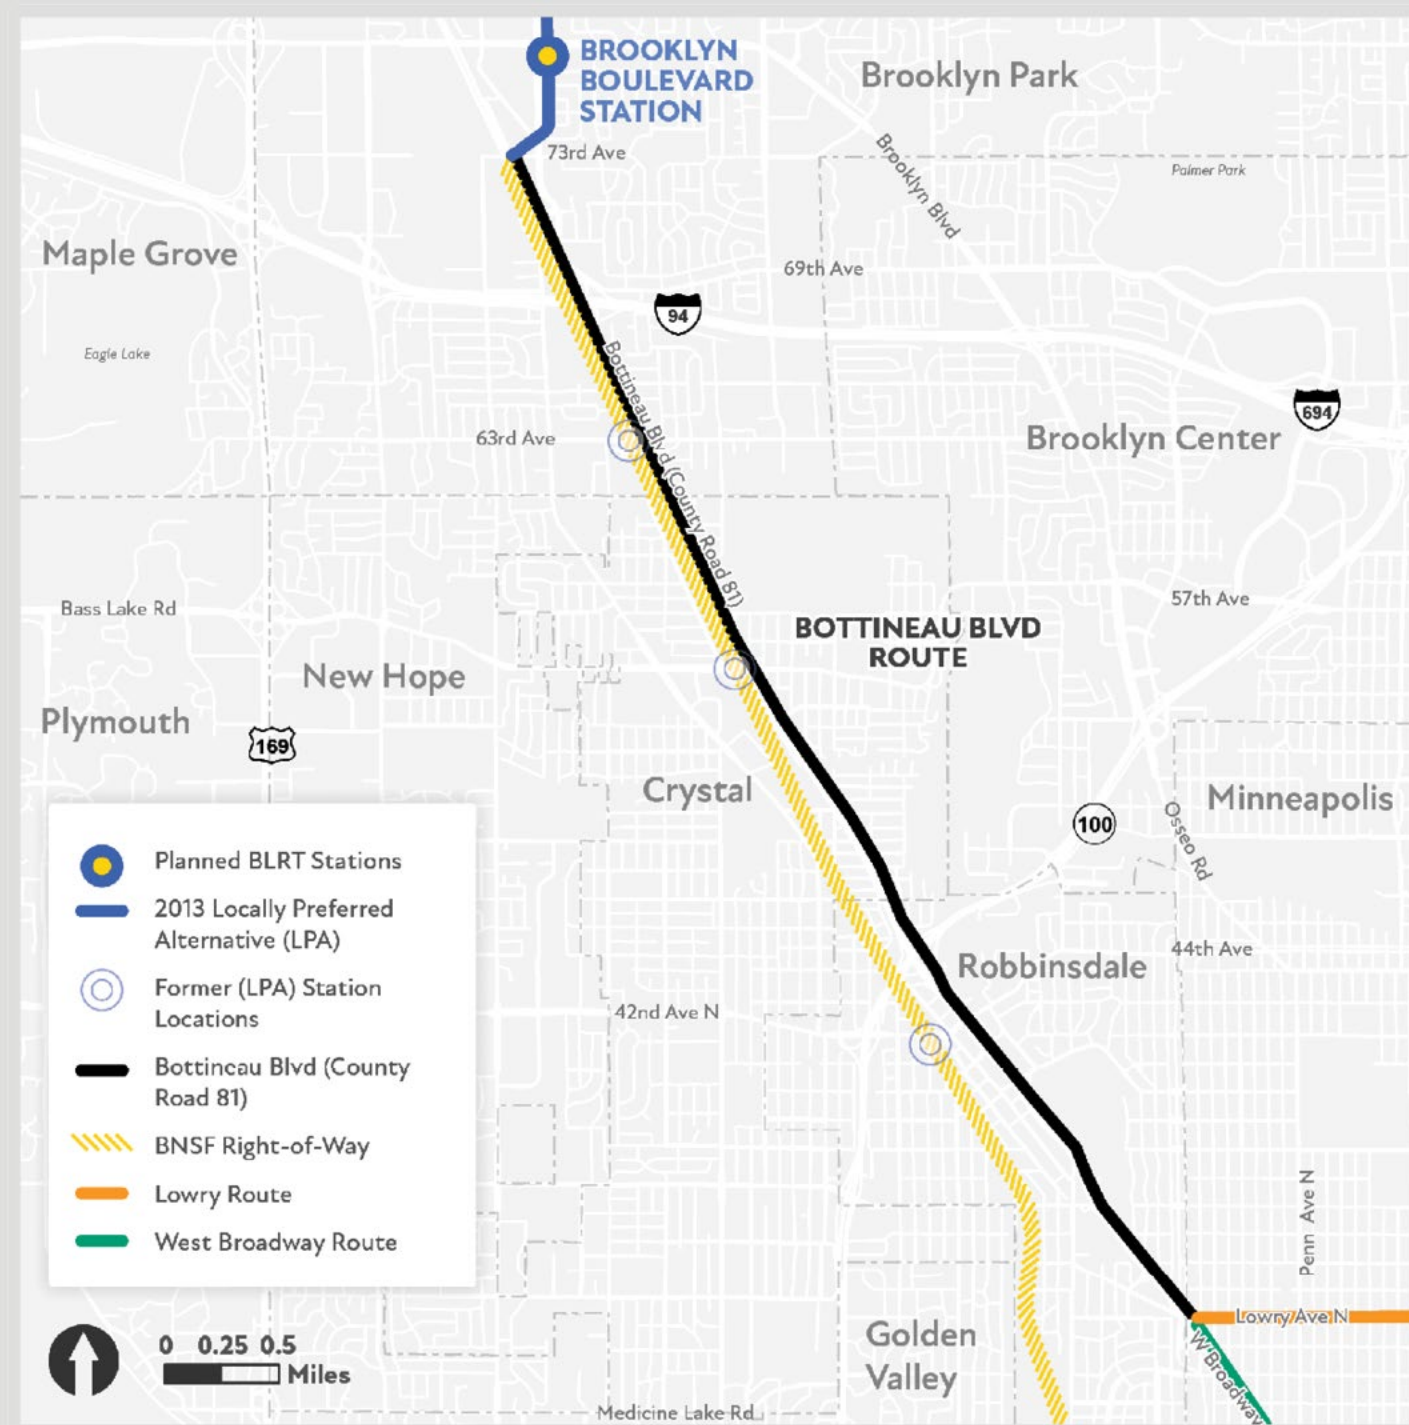 BROOKLYN
BOULEVARD
STATION
Brooklyn Park
73rd Ave
Brooklyn Blvd
Palmer Park
Maple Grove
69th Ave
94
Eagle Lake
Bottineau Blvd (County Road 81)
694
63rd Ave
Brooklyn Center
Bass Lake Rd
57th Ave
BOTTINEAU BLVD
ROUTE
New Hope
Plymouth
169
Crystal
Minneapolis
100
Osseo Rd
Planned BLRT Stations
2013 Locally Preferred
Alternative (LPA)
Former (LPA) Station
Locations
Bottineau Blvd (County
Road 81)
BNSF Right-of-Way
Lowry Route
West Broadway Route
44th Ave
Robbinsdale
42nd Ave N
Penn Ave N
Lowry Ave N
W Broadway
Golden
Valley
0 0.25 0.5
Miles
Medicine Lake Rd